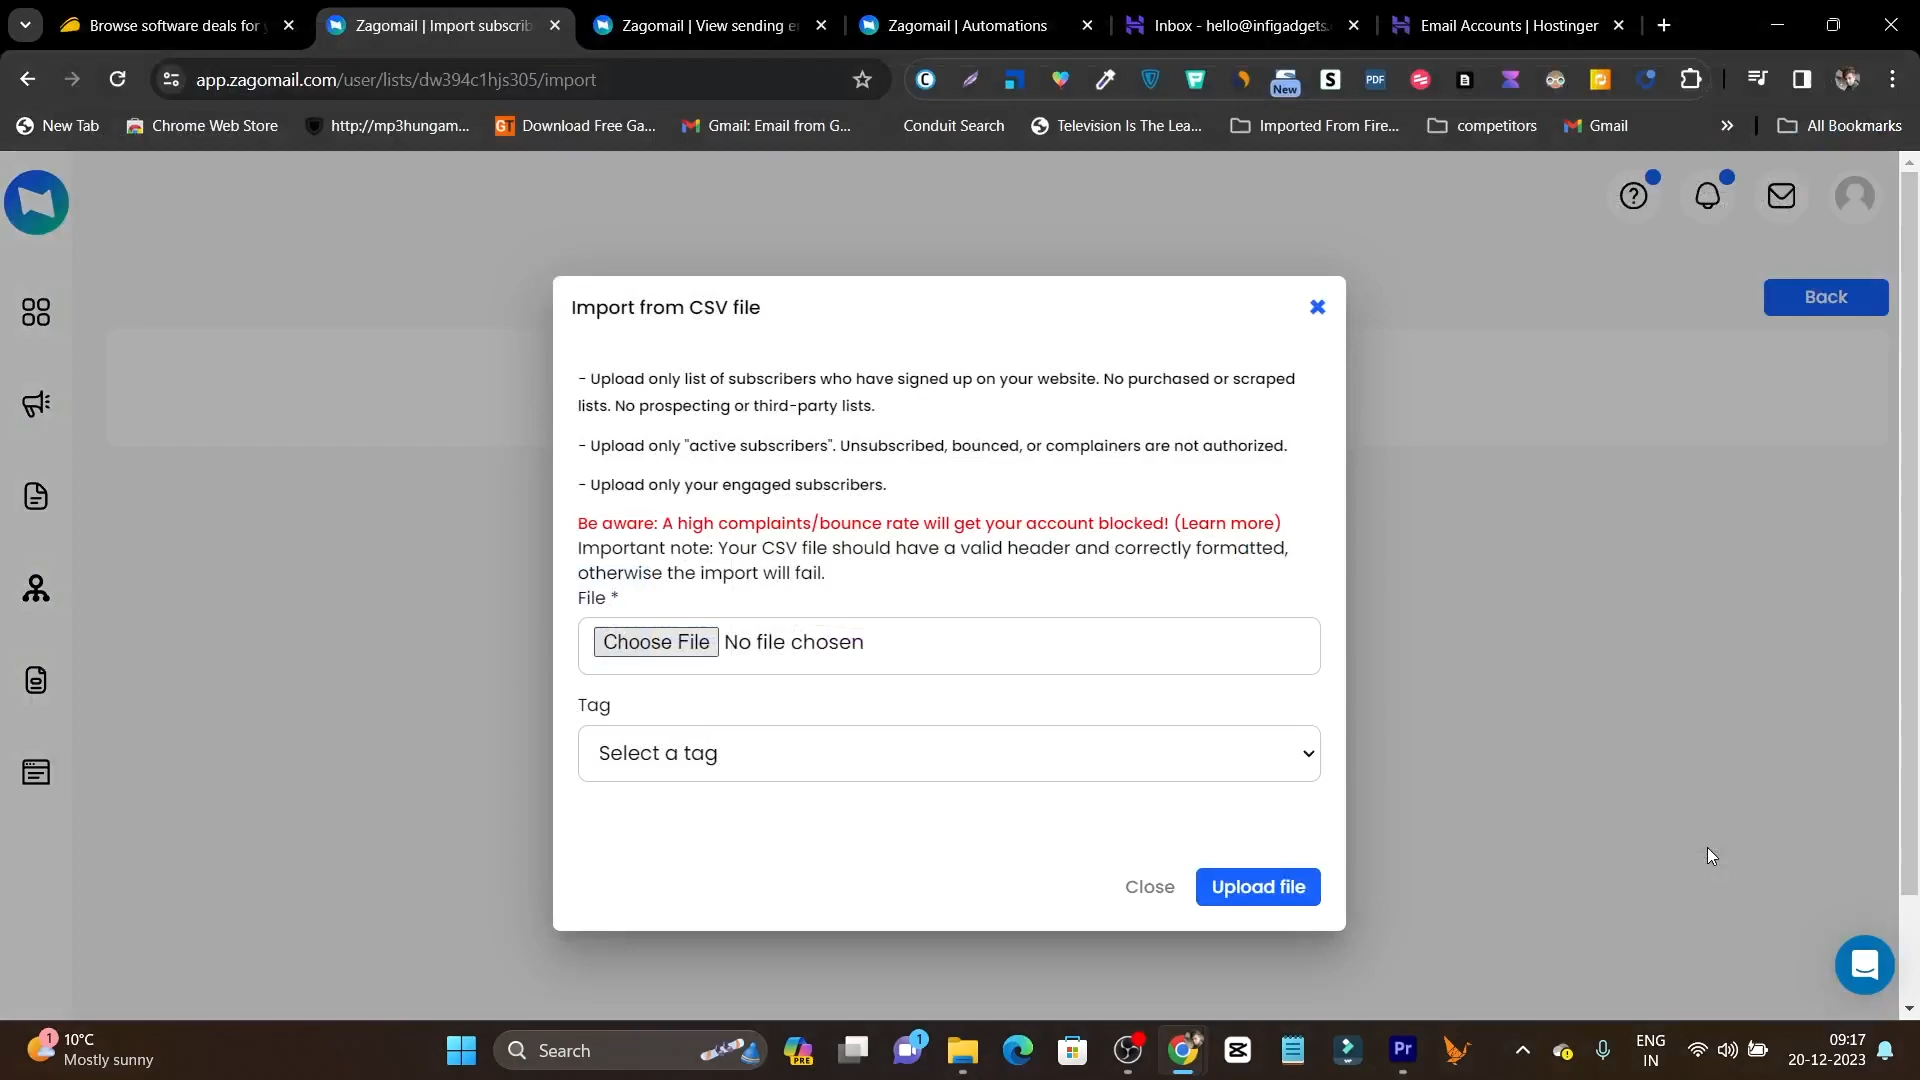 Browse software deals for y
Zagomail | Import subscrib
Zagomail | View sending e
Zagomail | Automations
Inbox - hello@infigadgets.
Email Accounts | Hostinger
app.zagomail.com/user/lists/dw394c1hjs305/import
S
PDF
New
New Tab
Chrome Web Store
http://mp3hungam...
GT
Download Free Ga...
Gmail: Email from G...
Conduit Search
Television Is The Lea...
Imported From Fire...
competitors
Gmail
All Bookmarks
Back
Import from CSV file
- Upload only list of subscribers who have signed up on your website. No purchased or scraped
lists. No prospecting or third-party lists.
- Upload only "active subscribers". Unsubscribed, bounced, or complainers are not authorized.
- Upload only your engaged subscribers.
Be aware: A high complaints/bounce rate will get your account blocked! (Learn more)
Important note: Your CSV file should have a valid header and correctly formatted,
otherwise the import will fail.
File *
Choose File No file chosen
Tag
Select a tag
Close
Upload file
1
10°C
Mostly sunny
Search
PRE
1
Pr
ENG
IN
09:17
20-12-2023